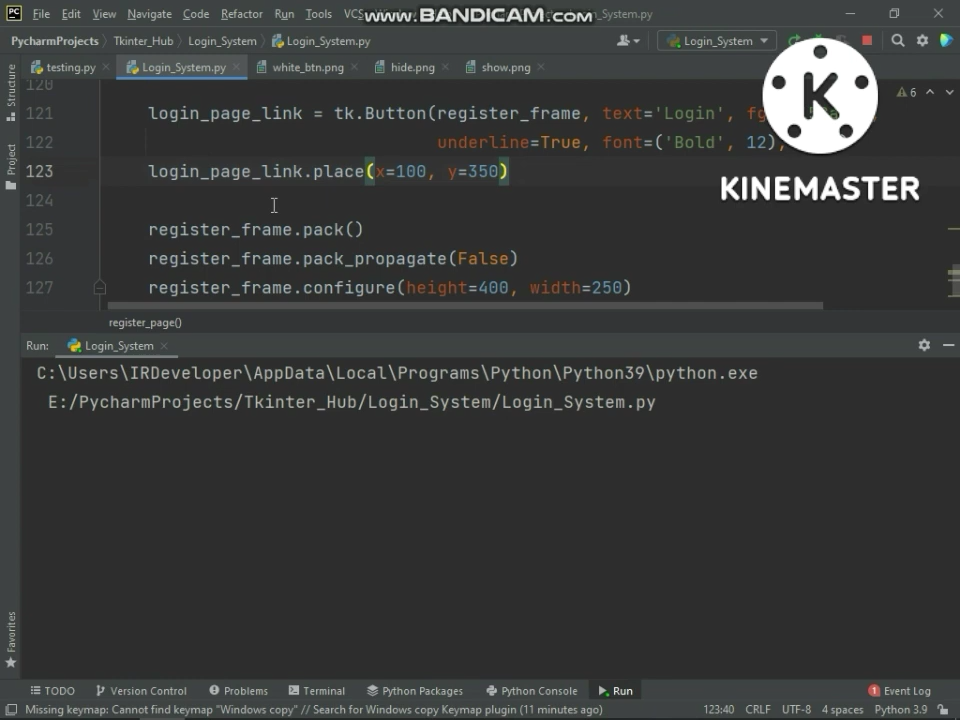 PC File Edit View Navigate Code Refactor Run Tools VCS www.BANDICAM.com _System.py
PycharmProjects Tkinter_Hub Login_System Login_System.py Login_System
testing.py Login_System.py white_btn.png hide.png show.png
Structure
Project
Favorites
K
KINEMASTER
6
120
121 login_page_link = tk.Button(register_frame, text='Login',
122 underline=True, font=('Bold', 12),
123 login_page_link.place(x=100, y=350)
124
125 register_frame.pack()
126 register_frame.pack_propagate(False)
127 register_frame.configure(height=400, width=250)
register_page()
Run: Login_System
C:\Users\IRDeveloper\AppData\Local\Programs\Python\Python39\python.exe
E:/PycharmProjects/Tkinter_Hub/Login_System/Login_System.py
TODO Version Control Problems Terminal Python Packages Python Console Run 1 Event Log
Missing keymap: Cannot find keymap "Windows copy" // Search for Windows copy Keymap plugin (11 minutes ago) 123:40 CRLF UTF-8 4 spaces Python 3.9